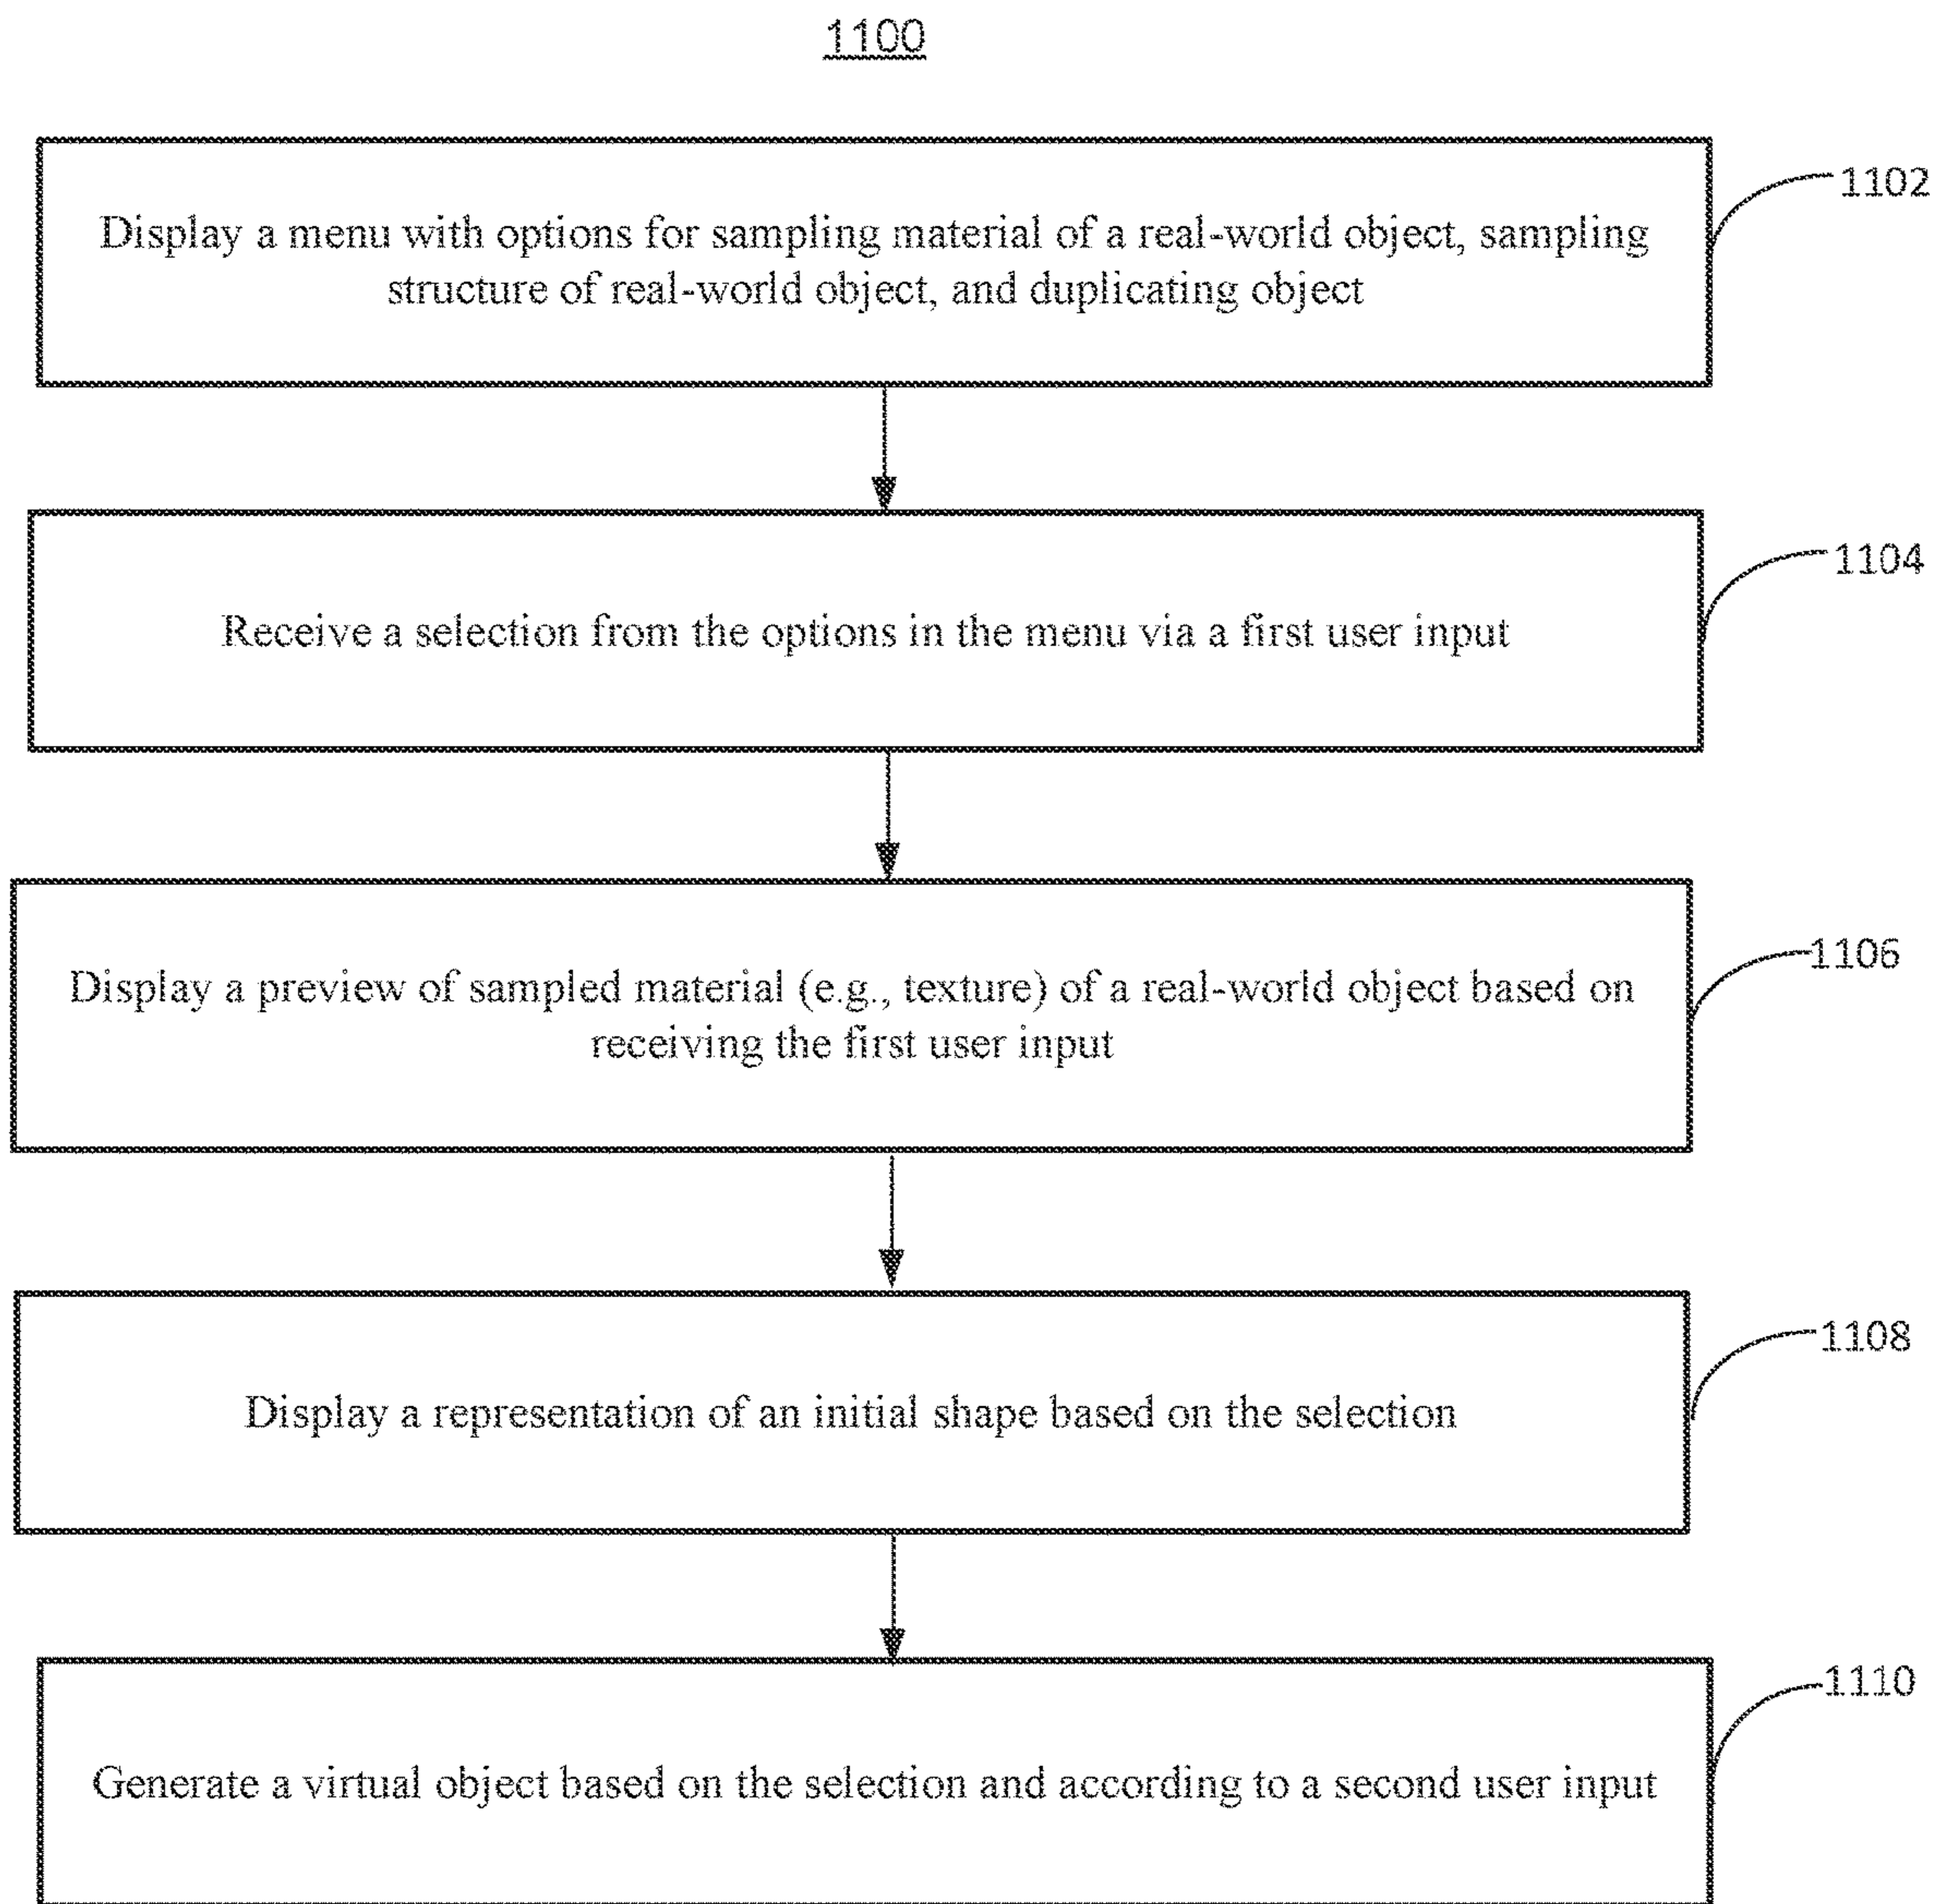 1100
Display a menu with options for sampling material of a real-world object, sampling
structure of real-world object, and duplicating object
1102
Receive a selection from the options in the menu via a first user input
1104
Display a preview of sampled material (e.g., texture) of a real-world object based on
receiving the first user input
1106
Display a representation of an initial shape based on the selection
1108
Generate a virtual object based on the selection and according to a second user input
1110